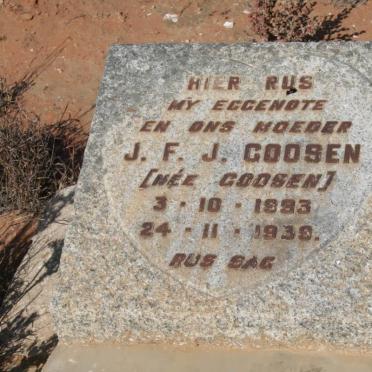 HIER RUS
MY EGGENOTE
EN ONS MOEDER
J. F. J. GOOSEN
(NÉE GOOSEN)
3 · 10 · 1893
24 · 11 · 1939.
RUS SAG